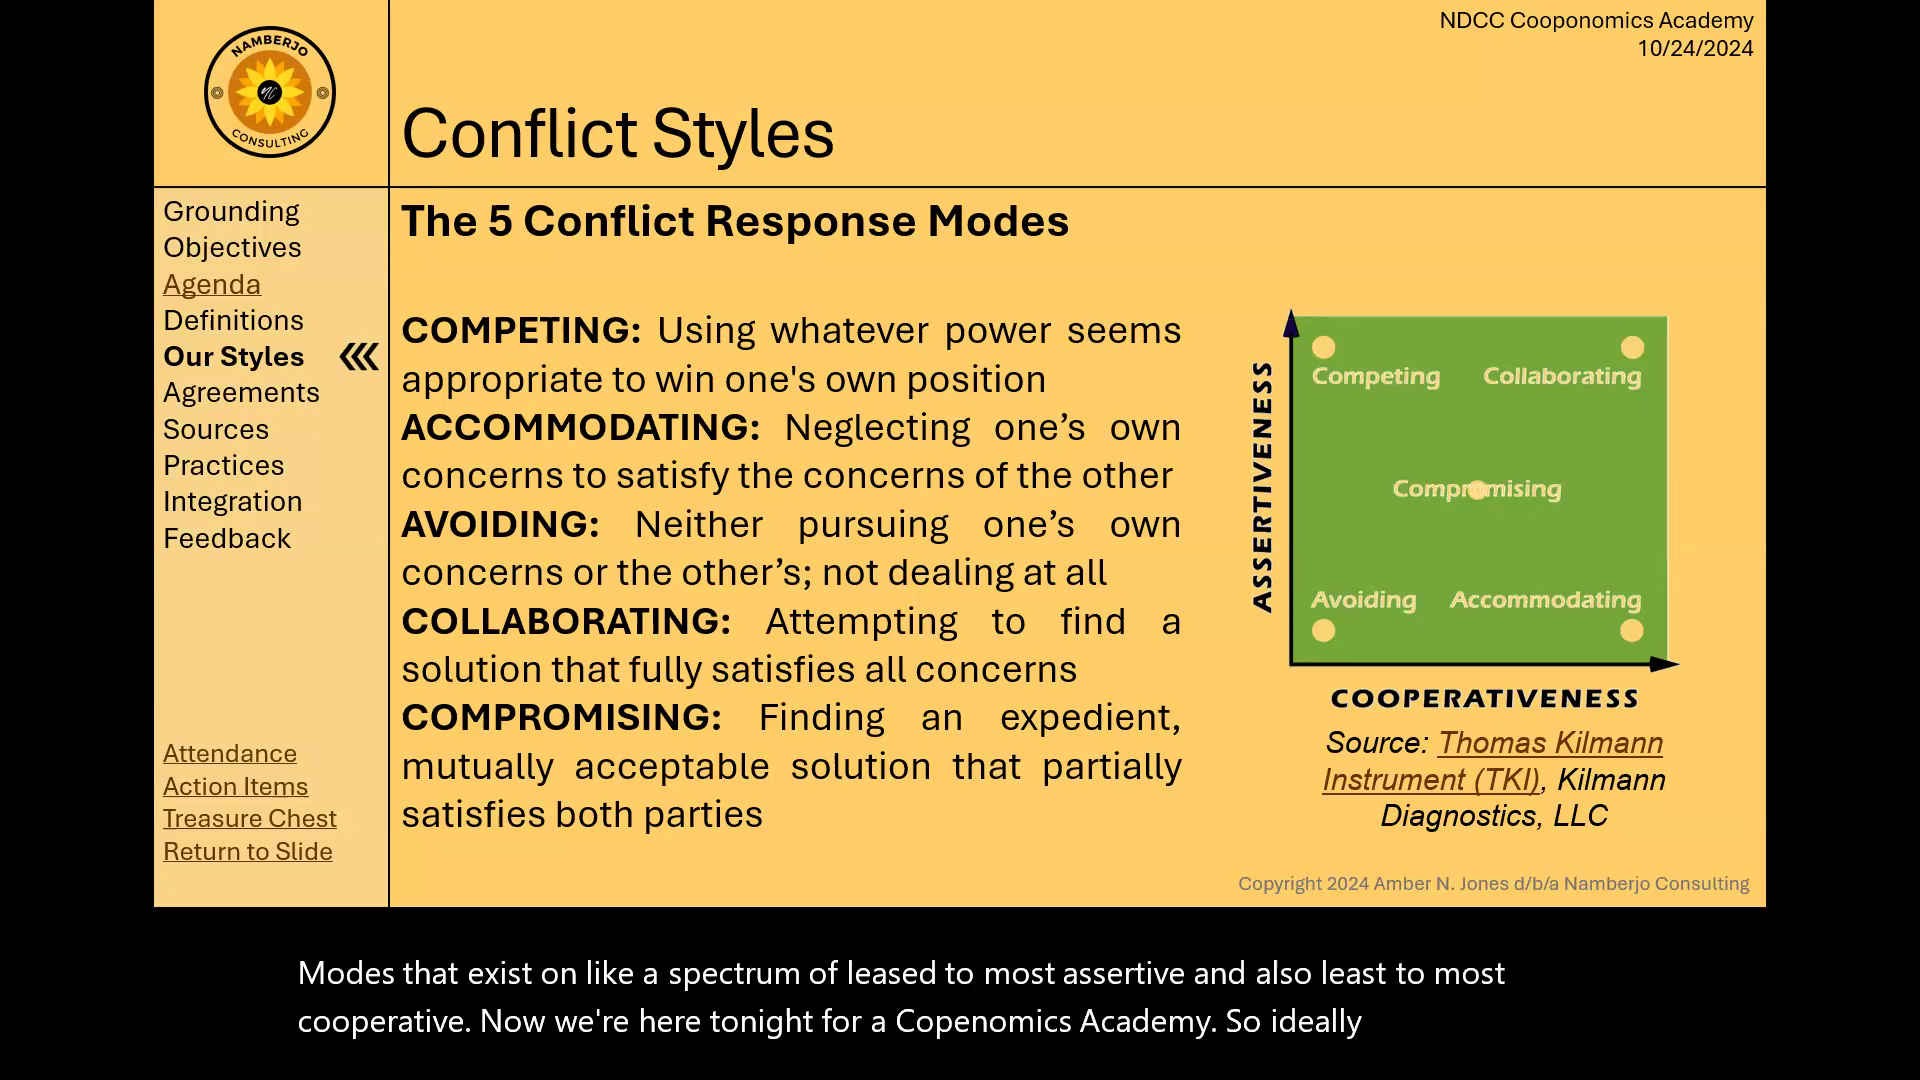 NAMBERJO
NC
CONSULTING
NDCC Cooponomics Academy
10/24/2024
Conflict Styles
Grounding
Objectives
Agenda
Definitions
Our Styles
Agreements
Sources
Practices
Integration
Feedback
Attendance
Action Items
Treasure Chest
Return to Slide
The 5 Conflict Response Modes
COMPETING: Using whatever power seems
appropriate to win one's own position
ACCOMMODATING: Neglecting one’s own
concerns to satisfy the concerns of the other
AVOIDING: Neither pursuing one’s own
concerns or the other’s; not dealing at all
COLLABORATING: Attempting to find a
solution that fully satisfies all concerns
COMPROMISING: Finding an expedient,
mutually acceptable solution that partially
satisfies both parties
ASSERTIVENESS
Competing Collaborating
Compromising
Avoiding Accommodating
COOPERATIVENESS
Source: Thomas Kilmann
Instrument (TKI), Kilmann
Diagnostics, LLC
Copyright 2024 Amber N. Jones d/b/a Namberjo Consulting
Modes that exist on like a spectrum of leased to most assertive and also least to most
cooperative. Now we're here tonight for a Copenomics Academy. So ideally